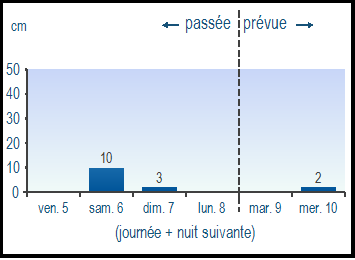 passée prévue
cm
50
40
30
20
10
0
10
3
2
ven. 5 sam. 6 dim. 7 lun. 8 mar. 9 mer. 10
(journée + nuit suivante)